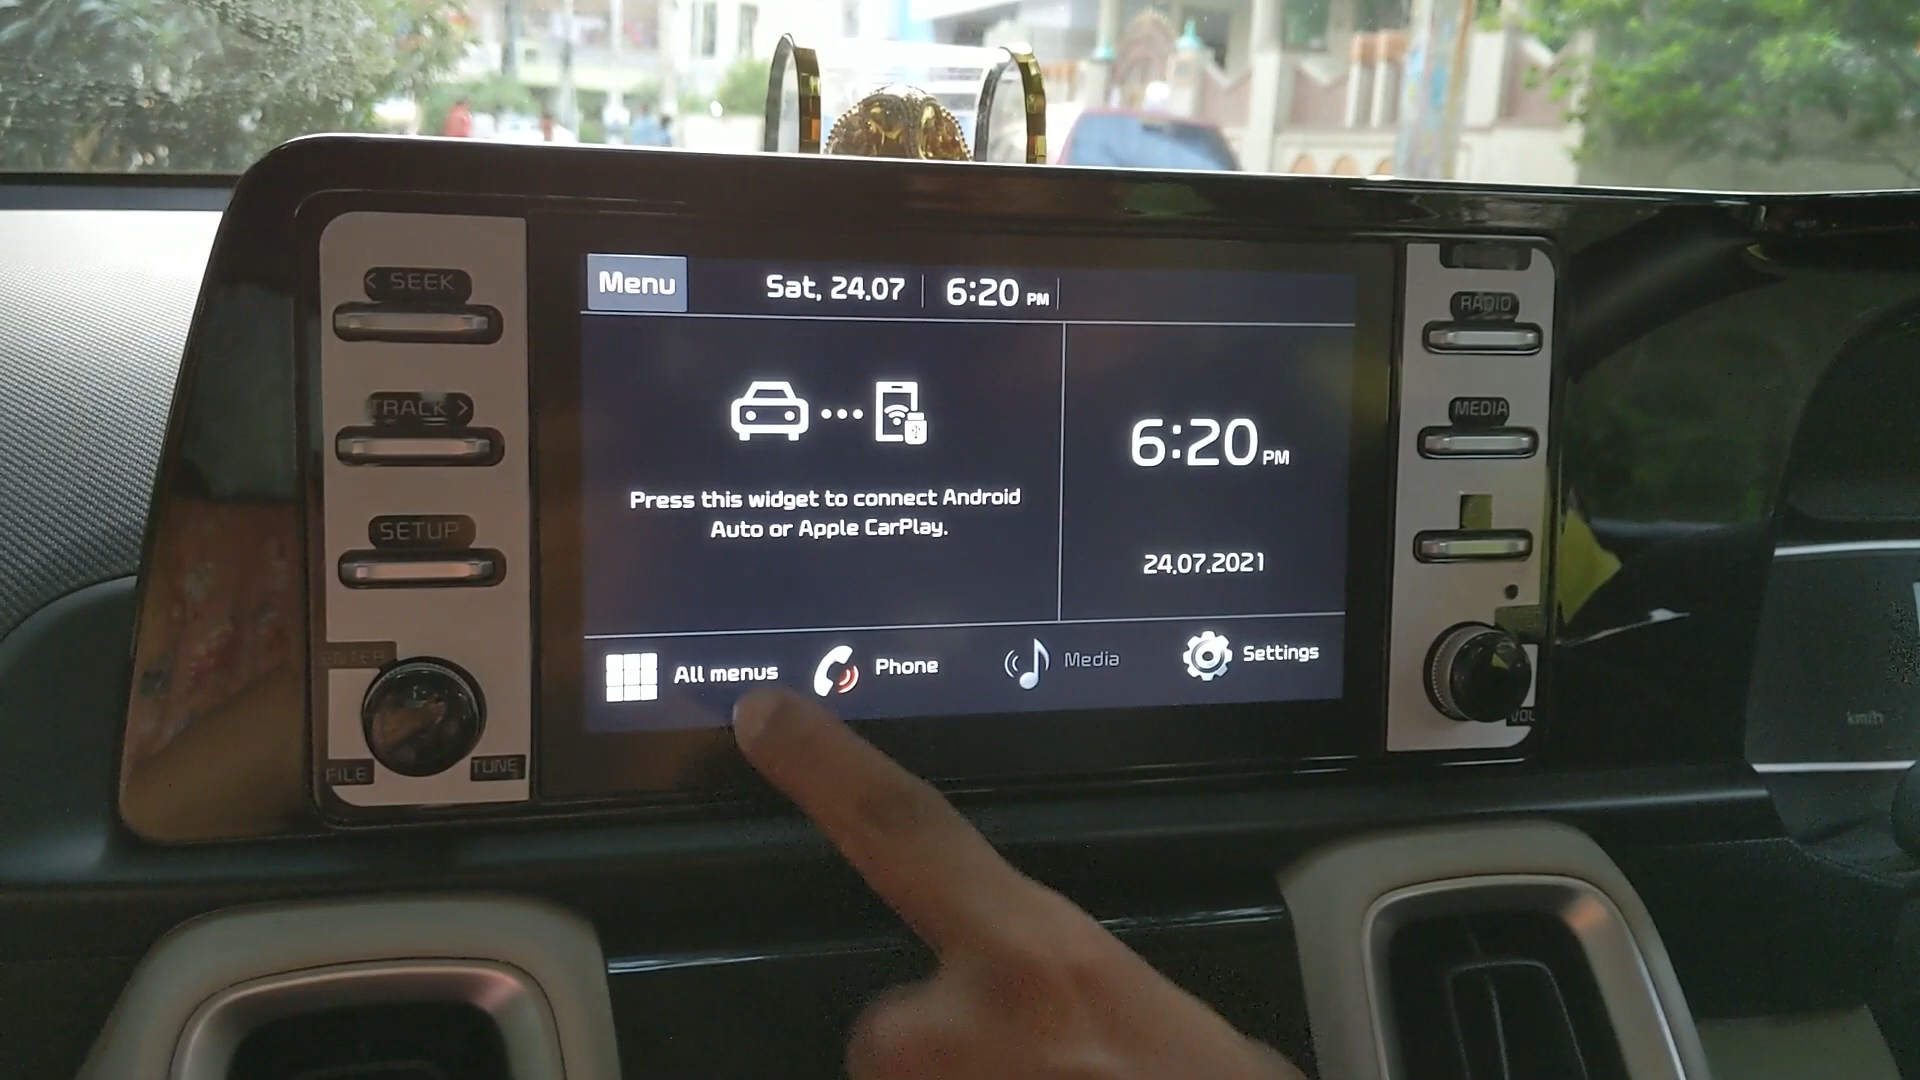 < SEEK
TRACK >
SETUP
ENTER
FILE
TUNE
Menu
Sat, 24.07
6:20 PM
Press this widget to connect Android
Auto or Apple CarPlay.
6:20 PM
24.07.2021
All menus
Phone
Media
Settings
RADIO
MEDIA
VOL
km/h